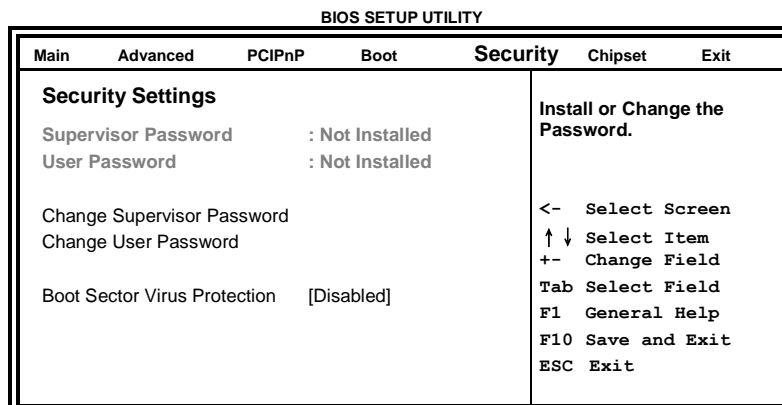 BIOS SETUP UTILITY
Main Advanced PCIPnP Boot Security Chipset Exit
Security Settings
Supervisor Password : Not Installed
User Password : Not Installed
Change Supervisor Password
Change User Password
Boot Sector Virus Protection [Disabled]
Install or Change the
Password.
<- Select Screen
↑↓ Select Item
+- Change Field
Tab Select Field
F1 General Help
F10 Save and Exit
ESC Exit